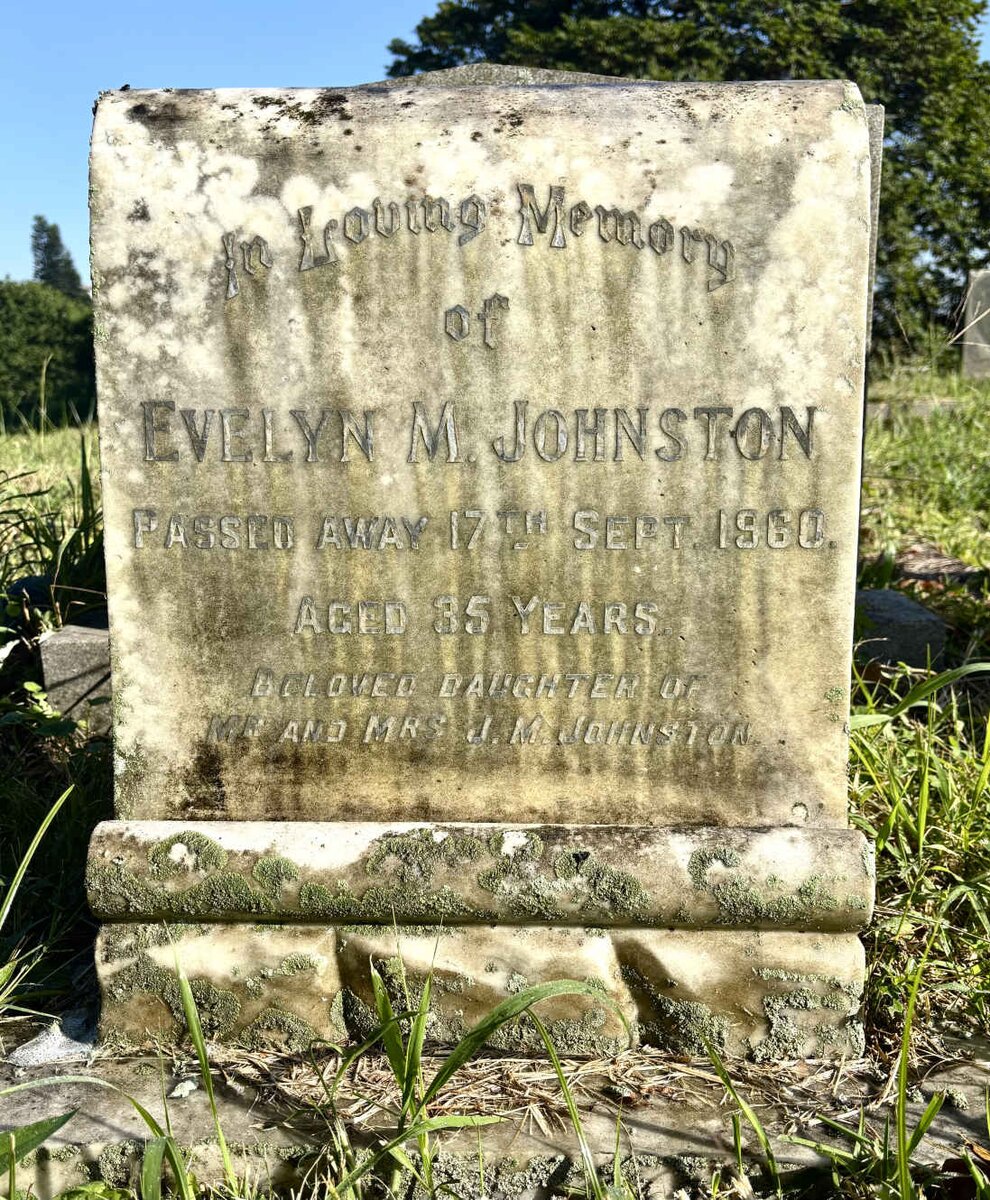 In Loving Memory
of
EVELYN M. JOHNSTON
PASSED AWAY 17TH SEPT. 1960.
AGED 35 YEARS.
BELOVED DAUGHTER OF
MR AND MRS J. M. JOHNSTON.